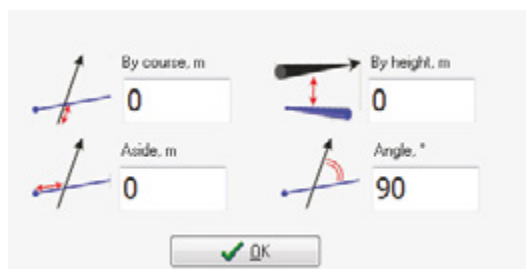 By course, m
By height, m
0
0
Aside, m
Angle, °
0
90
OK